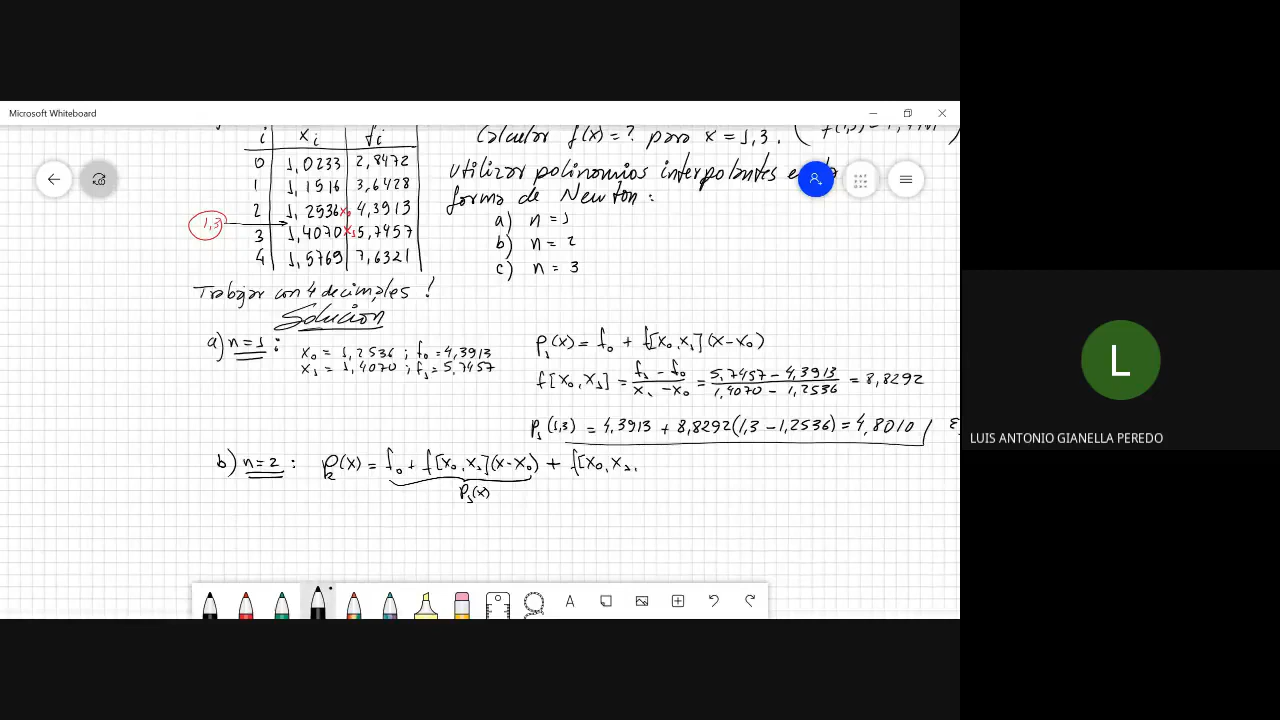 Microsoft Whiteboard
i xi fi
Calcular f(x) = ? para x = 1,3. (
0 1,0233 2,8472
utilizar polinomios interpolantes en la
1 1,1516 3,6428
forma de Newton:
2 1,2536 x0 4,3913
a) n = 1
1,3
3 1,4070 x1 5,7457
b) n = 2
4 1,5769 7,6321
c) n = 3
Trabajar con 4 decimales!
Solucion
a) n=1:
x0 = 1,2536 ; f0 = 4,3913
x1 = 1,4070 ; f1 = 5,7457
P1(x) = f0 + f[x0,x1](x-x0)
f[x0,x1] = (f1 - f0)/(x1 - x0) = (5,7457 - 4,3913)/(1,4070 - 1,2536) = 8,8292
P1(1,3) = 4,3913 + 8,8292(1,3 - 1,2536) = 4,8010 /
b) n=2: P2(x) = f0 + f[x0,x1](x-x0) + f[x0,x1,
P1(x)
L
LUIS ANTONIO GIANELLA PEREDO